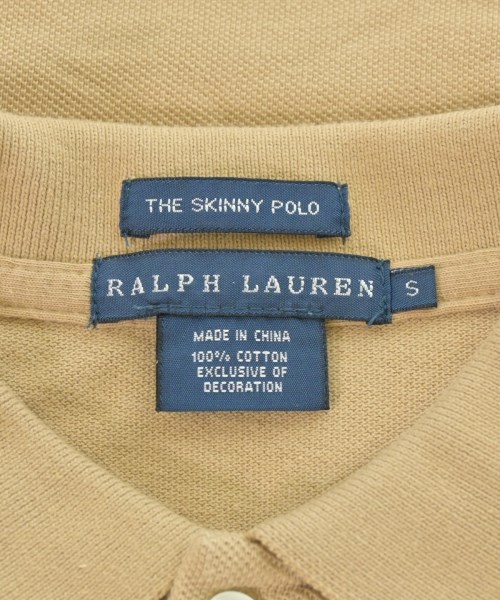 THE SKINNY POLO
RALPH LAUREN S
MADE IN CHINA
100% COTTON
EXCLUSIVE OF
DECORATION